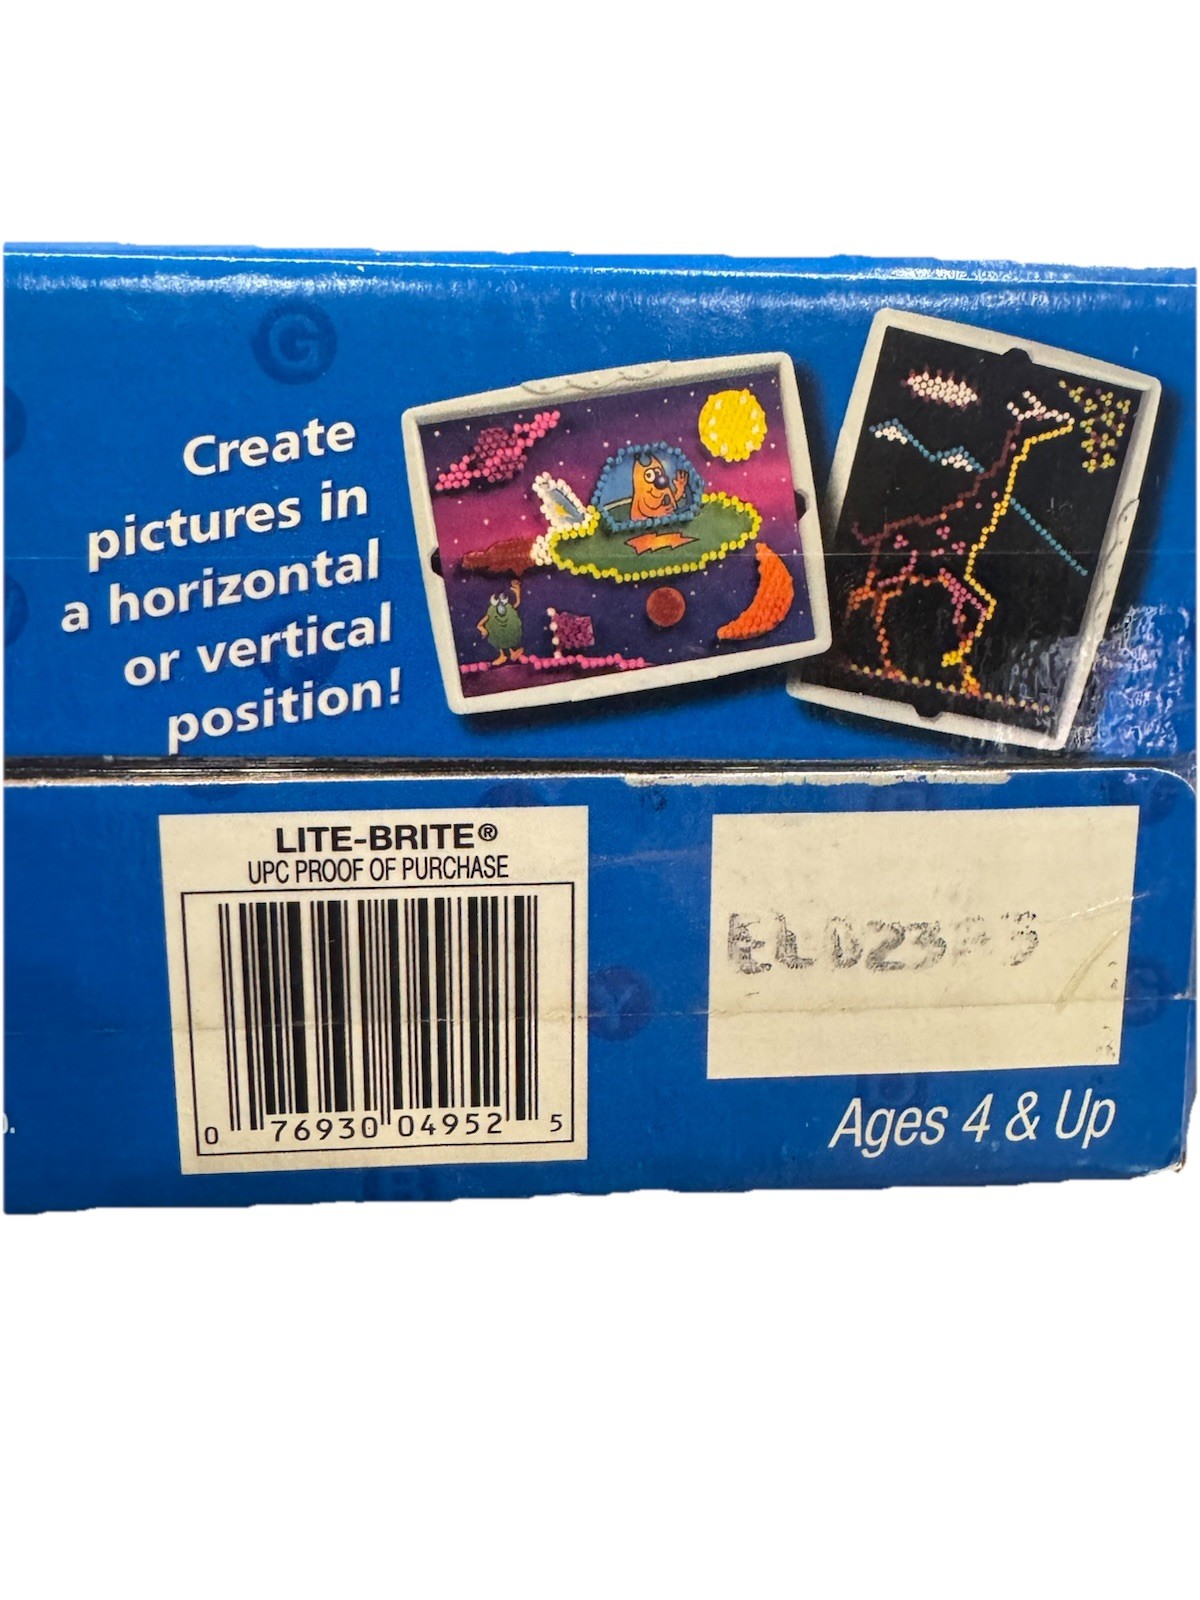 Create
pictures in
a horizontal
or vertical
position!
LITE-BRITE®
UPC PROOF OF PURCHASE
0 76930 04952 5
Ages 4 & Up
G
Y